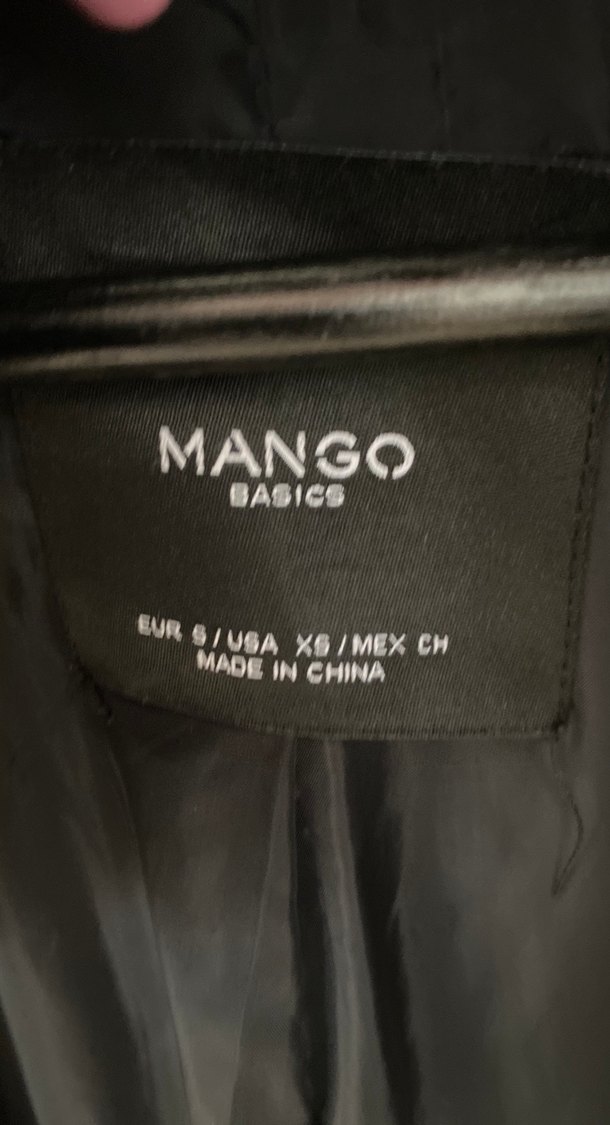 MANGO
BASICS
EUR S / USA XS / MEX CH
MADE IN CHINA